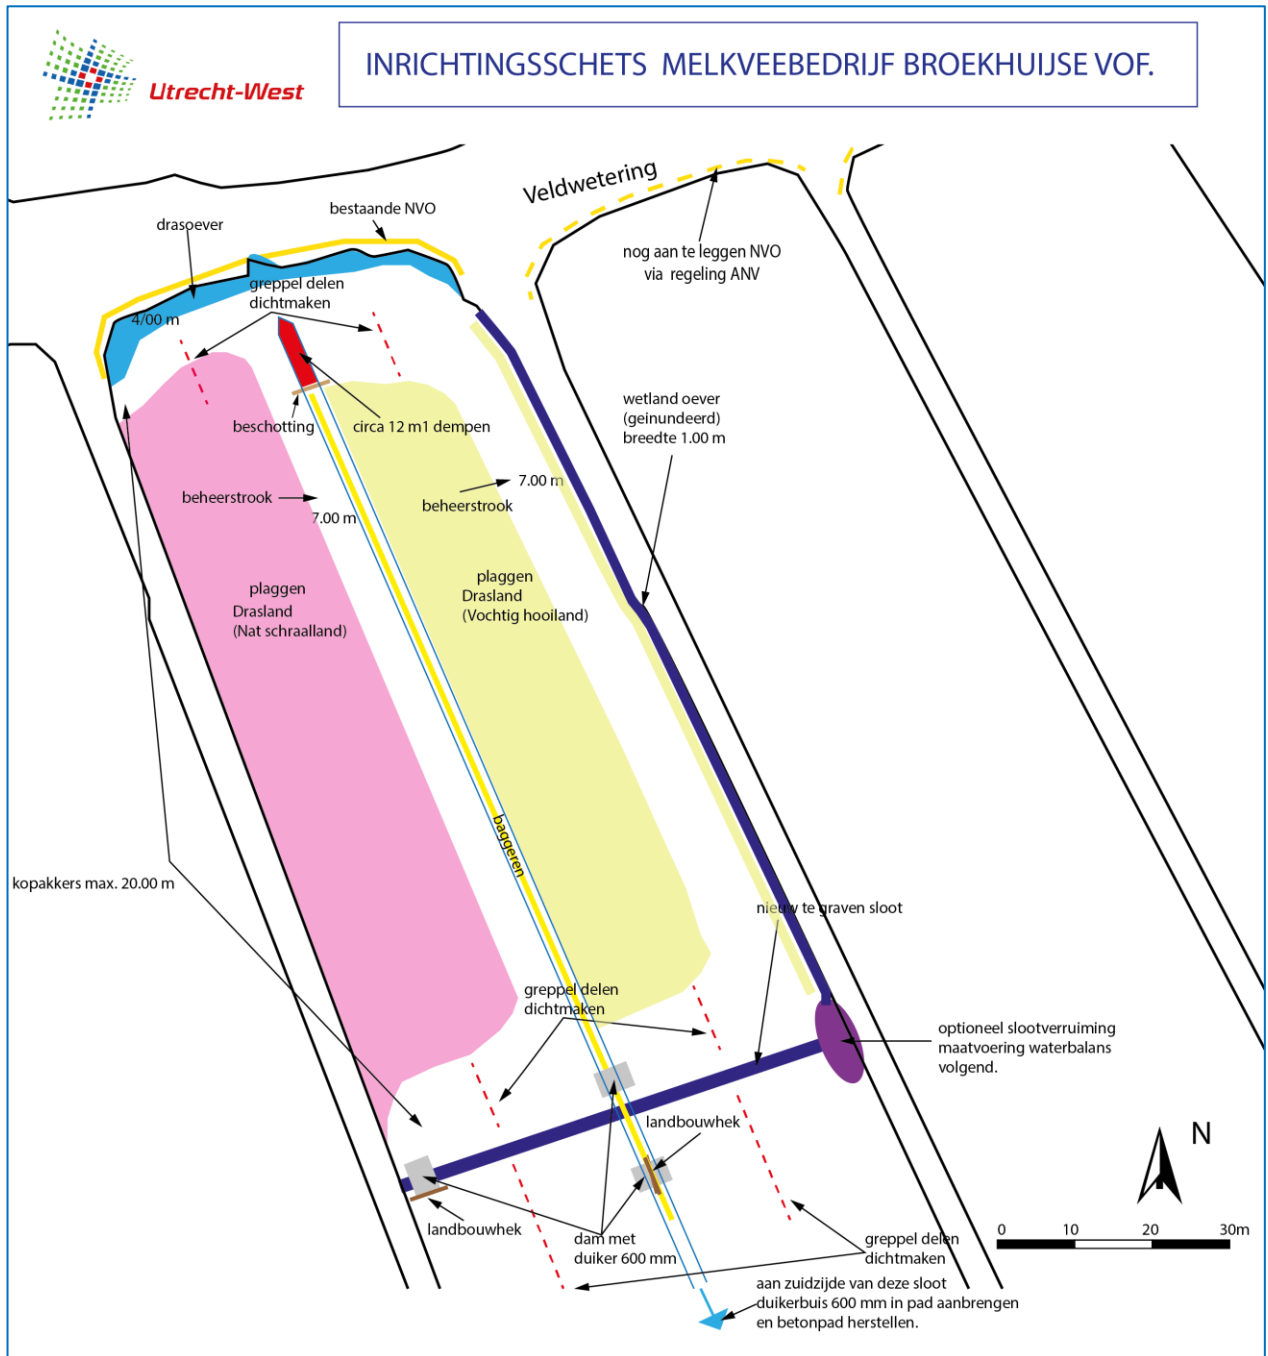 Utrecht-West
INRICHTINGSSCHETS MELKVEEBEDRIJF BROEKHUIJSE VOF.
Veldwetering
bestaande NVO
drasoever
nog aan te leggen NVO
via regeling ANV
greppel delen
dichtmaken
4/00 m
wetland oever
(geinundeerd)
breedte 1.00 m
beschotting
circa 12 m1 dempen
beheerstrook
7.00 m
7.00 m
beheerstrook
plaggen
Drasland
(Nat schraalland)
plaggen
Drasland
(Vochtig hooiland)
baggeren
kopakkers max. 20.00 m
nieuw te graven sloot
greppel delen
dichtmaken
optioneel slootverruiming
maatvoering waterbalans
volgend.
landbouwhek
N
landbouwhek
dam met
duiker 600 mm
greppel delen
dichtmaken
0 10 20 30m
aan zuidzijde van deze sloot
duikerbuis 600 mm in pad aanbrengen
en betonpad herstellen.